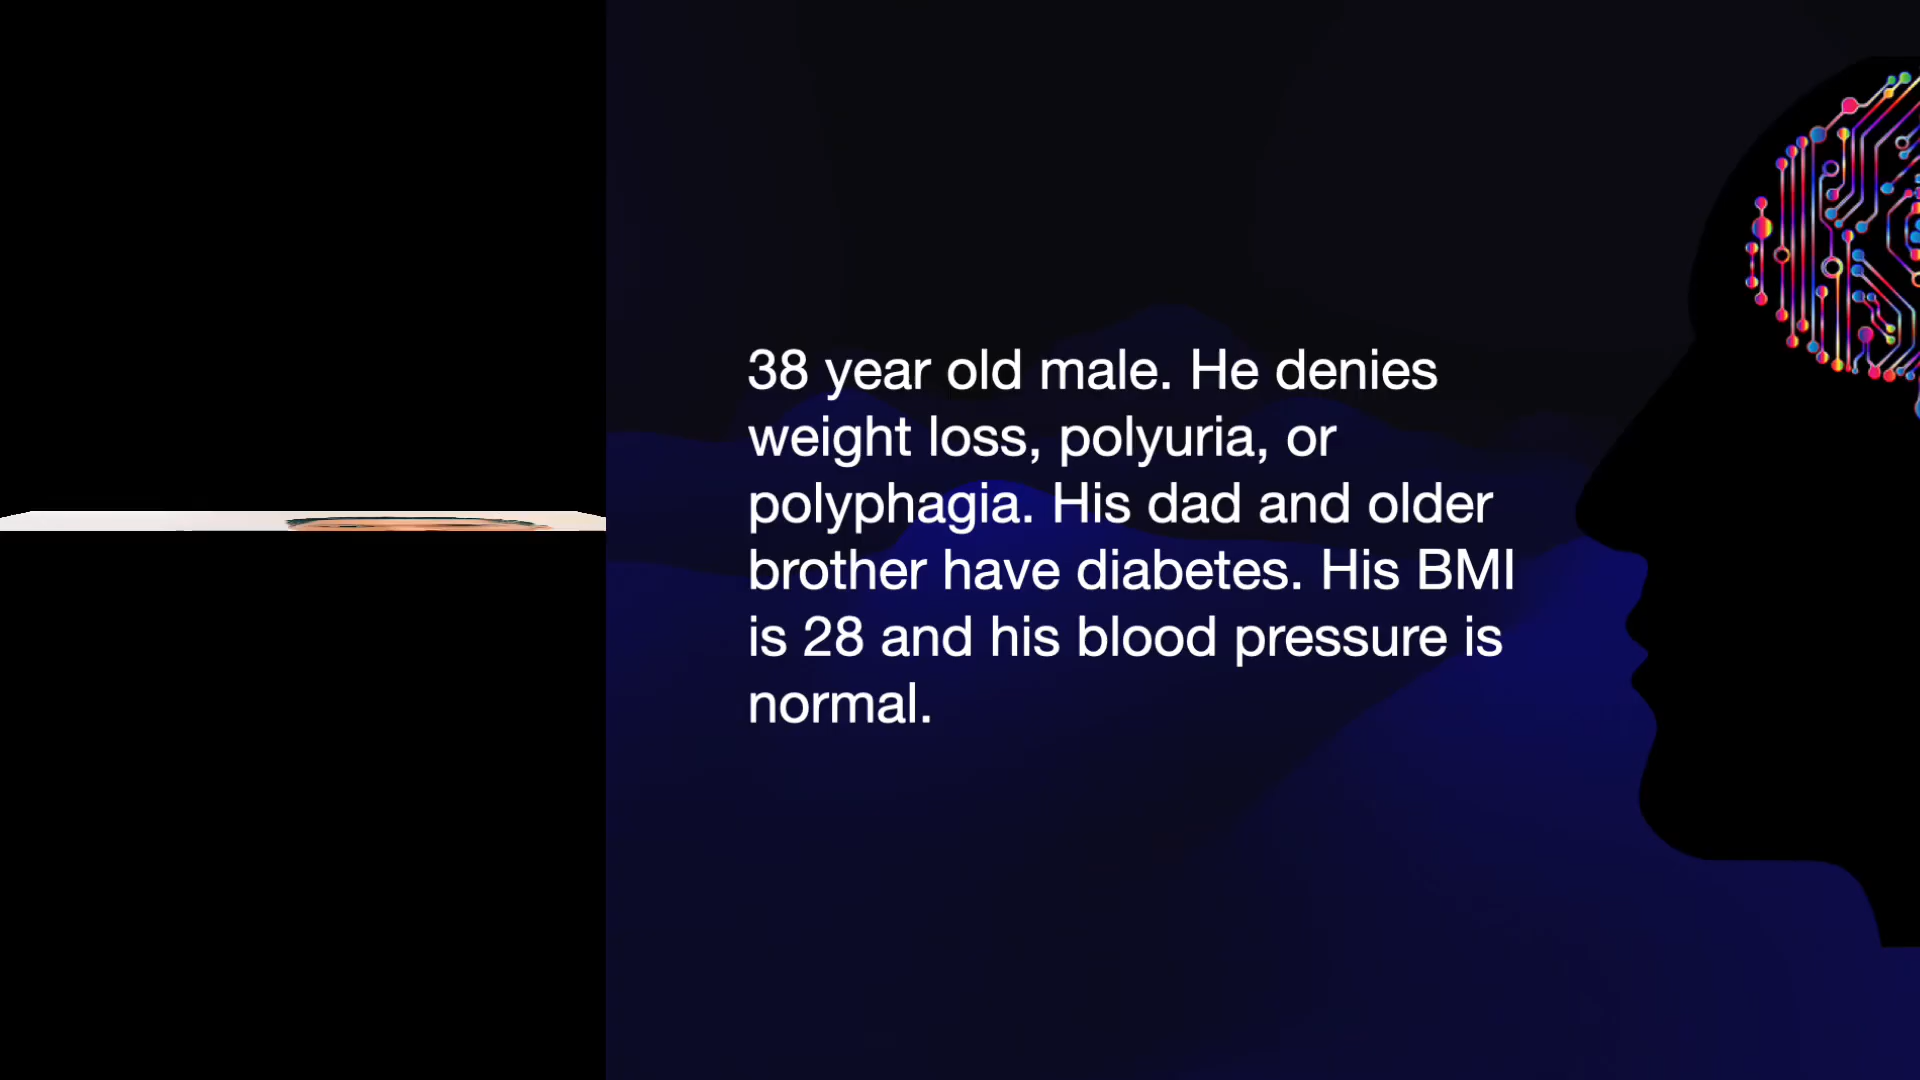 38 year old male. He denies
weight loss, polyuria, or
polyphagia. His dad and older
brother have diabetes. His BMI
is 28 and his blood pressure is
normal.